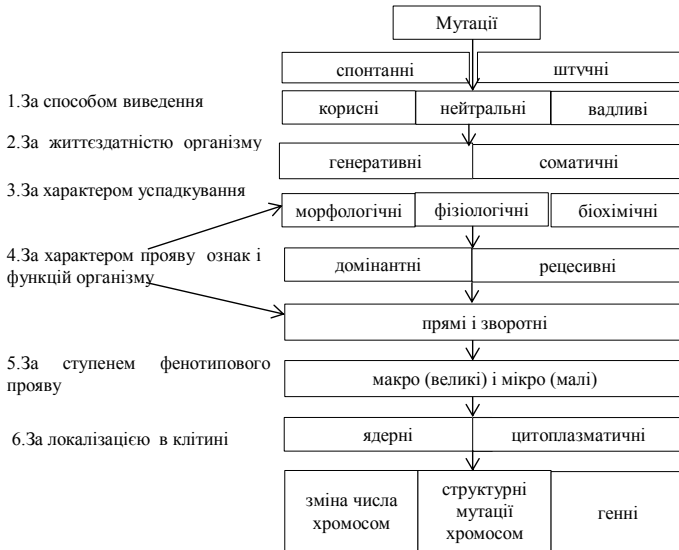 Мутації
спонтанні штучні
1.За способом виведення
корисні нейтральні вадливі
2.За життєздатністю організму
генеративні соматичні
3.За характером успадкування
морфологічні фізіологічні біохімічні
4.За характером прояву ознак і
функцій організму
домінантні рецесивні
прямі і зворотні
5.За ступенем фенотипового
прояву
макро (великі) і мікро (малі)
6.За локалізацією в клітині
ядерні цитоплазматичні
зміна числа
хромосом
структурні
мутації
хромосом
генні